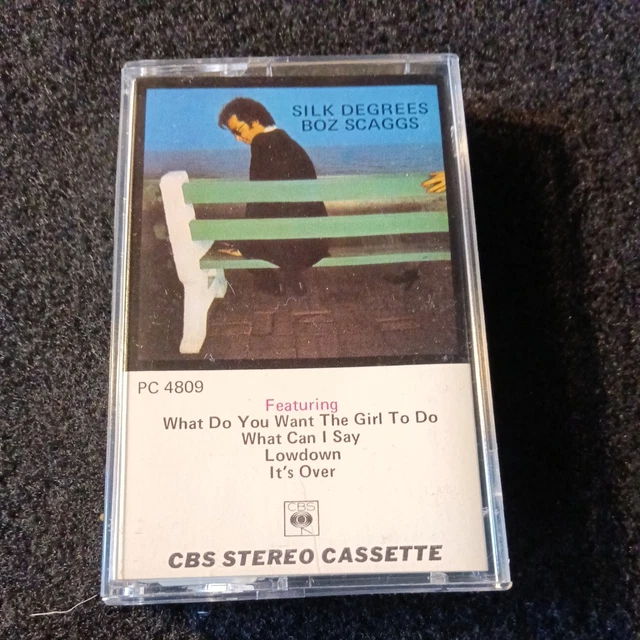 SILK DEGREES
BOZ SCAGGS
PC 4809
Featuring
What Do You Want The Girl To Do
What Can I Say
Lowdown
It's Over
CBS
CBS STEREO CASSETTE